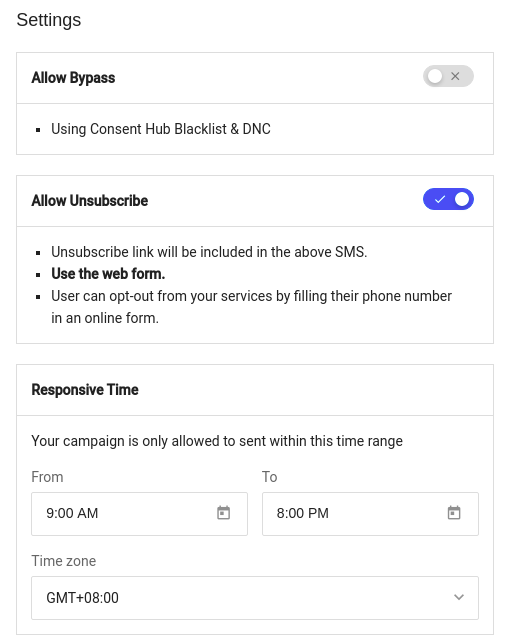 Settings
Allow Bypass
Using Consent Hub Blacklist & DNC
Allow Unsubscribe
Unsubscribe link will be included in the above SMS.
Use the web form.
User can opt-out from your services by filling their phone number
in an online form.
Responsive Time
Your campaign is only allowed to sent within this time range
From To
9:00 AM 8:00 PM
Time zone
GMT+08:00